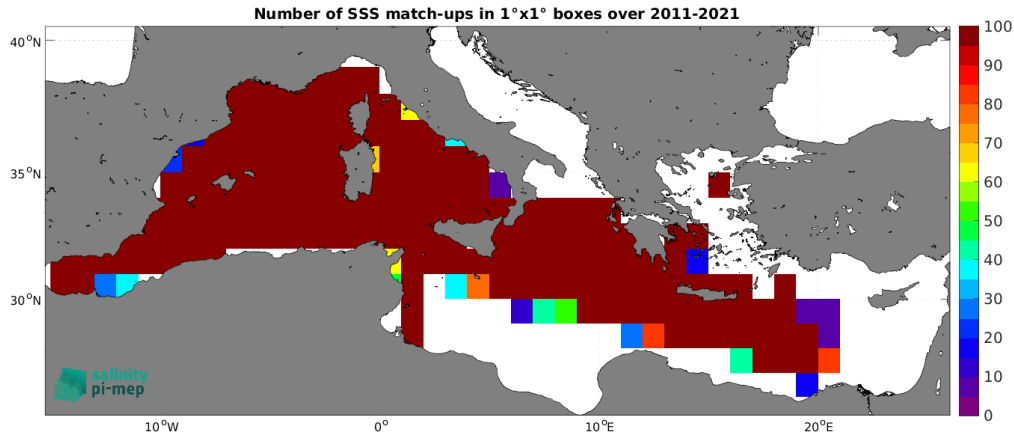 Number of SSS match-ups in 1°x1° boxes over 2011-2021
40°N
35°N
30°N
10°W
0°
10°E
20°E
100
90
80
70
60
50
40
30
20
10
0
salinity
pi-mep